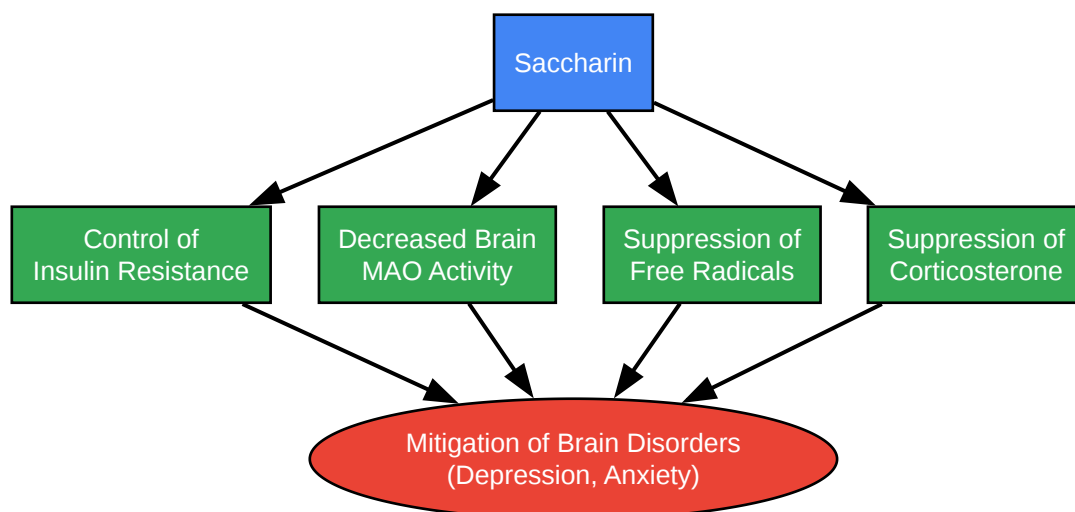 Saccharin
Control of
Insulin Resistance
Decreased Brain
MAO Activity
Suppression of
Free Radicals
Suppression of
Corticosterone
Mitigation of Brain Disorders
(Depression, Anxiety)